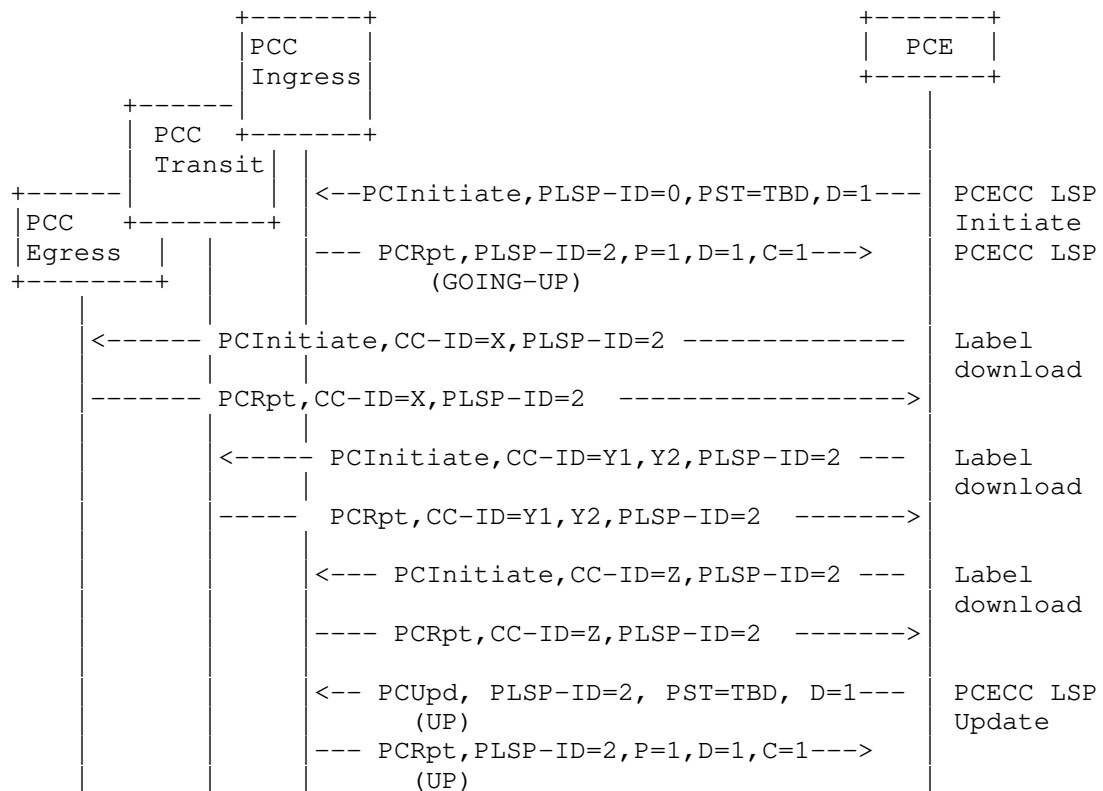 PCC PCE
Ingress
PCC
Transit
<--PCInitiate,PLSP-ID=0,PST=TBD,D=1--- PCECC LSP
PCC Initiate
Egress --- PCRpt,PLSP-ID=2,P=1,D=1,C=1---> PCECC LSP
(GOING-UP)
<------ PCInitiate,CC-ID=X,PLSP-ID=2 -------------- Label
download
------- PCRpt,CC-ID=X,PLSP-ID=2 ------------------>
<----- PCInitiate,CC-ID=Y1,Y2,PLSP-ID=2 --- Label
download
----- PCRpt,CC-ID=Y1,Y2,PLSP-ID=2 ------->
<--- PCInitiate,CC-ID=Z,PLSP-ID=2 --- Label
download
---- PCRpt,CC-ID=Z,PLSP-ID=2 ------->
<-- PCUpd, PLSP-ID=2, PST=TBD, D=1--- PCECC LSP
(UP) Update
--- PCRpt,PLSP-ID=2,P=1,D=1,C=1--->
(UP)